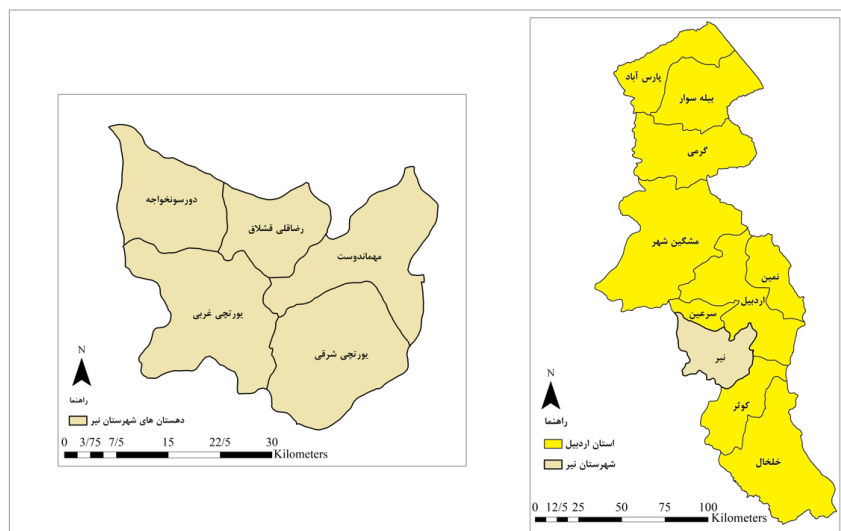 دورسونخواجه
رضاقلی قشلاق
مهماندوست
یورتچی غربی
یورتچی شرقی
N
راهنما
دهستان های شهرستان نیر
0 3/75 7/5 15 22/5 30
Kilometers
پارس آباد
بیله سوار
گرمی
مشگین شهر
نمین
اردبیل
سرعین
نیر
کوثر
خلخال
N
راهنما
استان اردبیل
شهرستان نیر
0 12/5 25 50 75 100
Kilometers